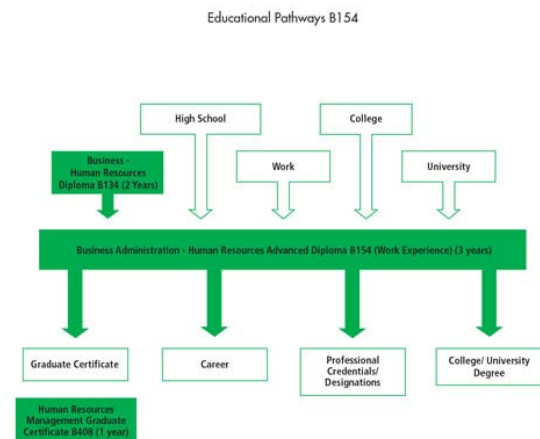 Educational Pathways B154
High School
College
Work
University
Business -
Human Resources
Diploma B134 (2 Years)
Business Administration - Human Resources Advanced Diploma B154 (Work Experience) (3 years)
Graduate Certificate
Career
Professional
Credentials/
Designations
College/ University
Degree
Human Resources
Management Graduate
Certificate B408 (1 year)